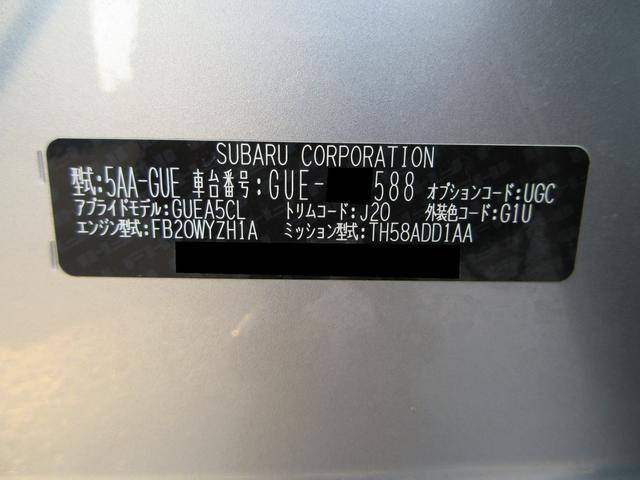 SUBARU CORPORATION
型式:5AA-GUE 車台番号:GUE- 588 オプションコード:UGC
アプライドモデル:GUEA5CL トリムコード:J20 外装色コード:G1U
エンジン型式:FB20WYZH1A ミッション型式:TH58ADD1AA